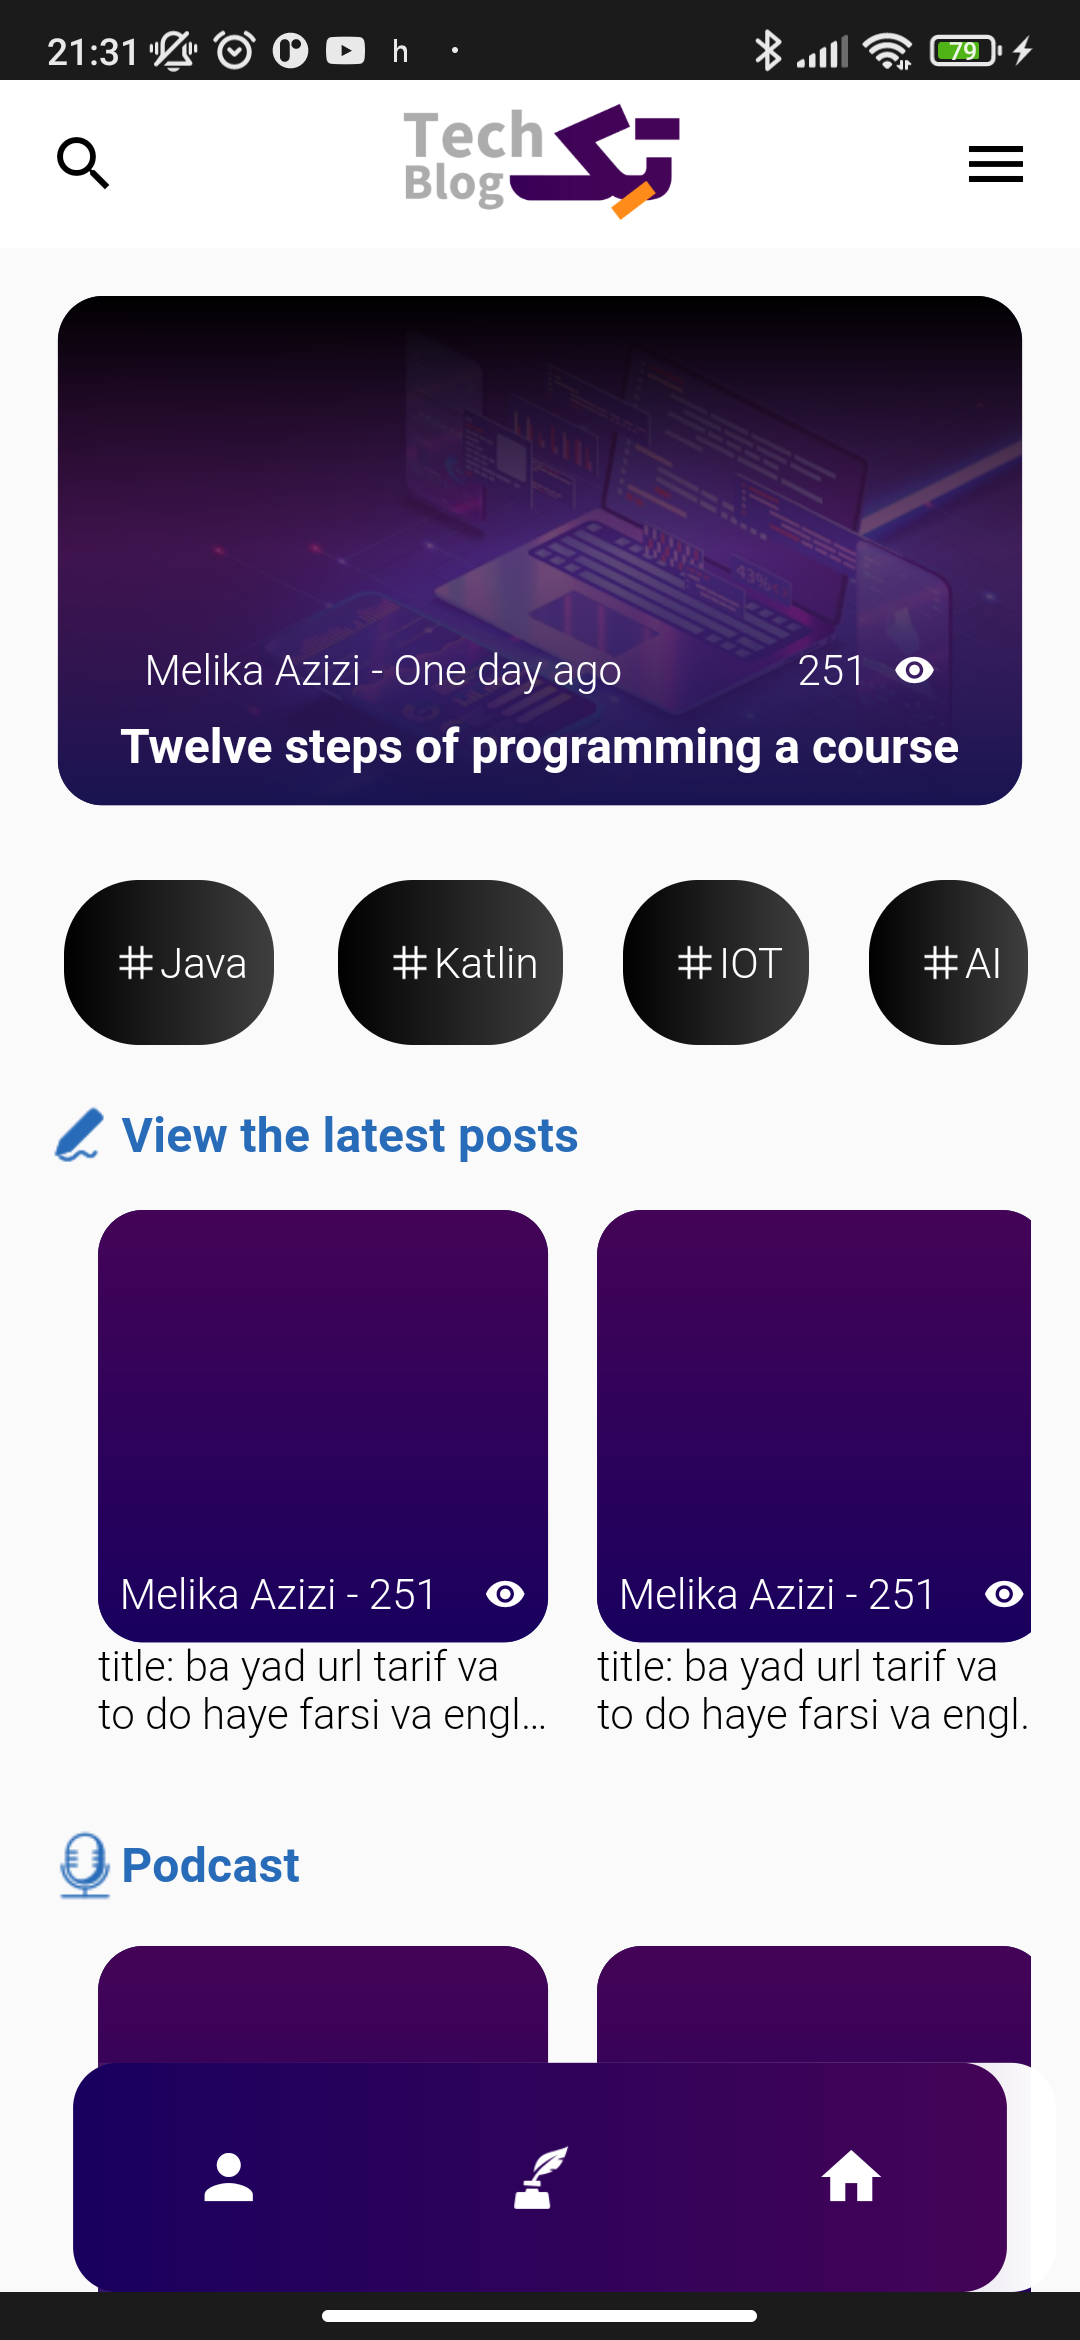 21:31 h 79
Tech
Blog
43%
Melika Azizi - One day ago 251
Twelve steps of programming a course
#Java #Katlin #IOT #AI
View the latest posts
Melika Azizi - 251 Melika Azizi - 251
title: ba yad url tarif va title: ba yad url tarif va
to do haye farsi va engl... to do haye farsi va engl.
Podcast